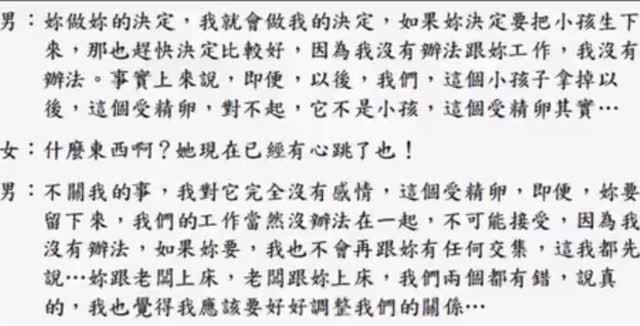 男：妳做妳的決定，我就會做我的決定，如果妳決定要把小孩生下
來，那也趕快決定比較好，因為我沒有辦法跟妳工作，我沒有
辦法。事實上來說，即便，以後，我們，這個小孩子拿掉以
後，這個受精卵，對不起，它不是小孩，這個受精卵其實…
女：什麼東西啊？她現在已經有心跳了也！
男：不關我的事，我對它完全沒有感情，這個受精卵，即便，妳要
留下來，我們的工作當然沒辦法在一起，不可能接受，因為我
沒有辦法，如果妳要，我也不會再跟妳有任何交集，這我都先
說…妳跟老闆上床，老闆跟妳上床，我們兩個都有錯，說真
的，我也覺得我應該要好好調整我們的關係…